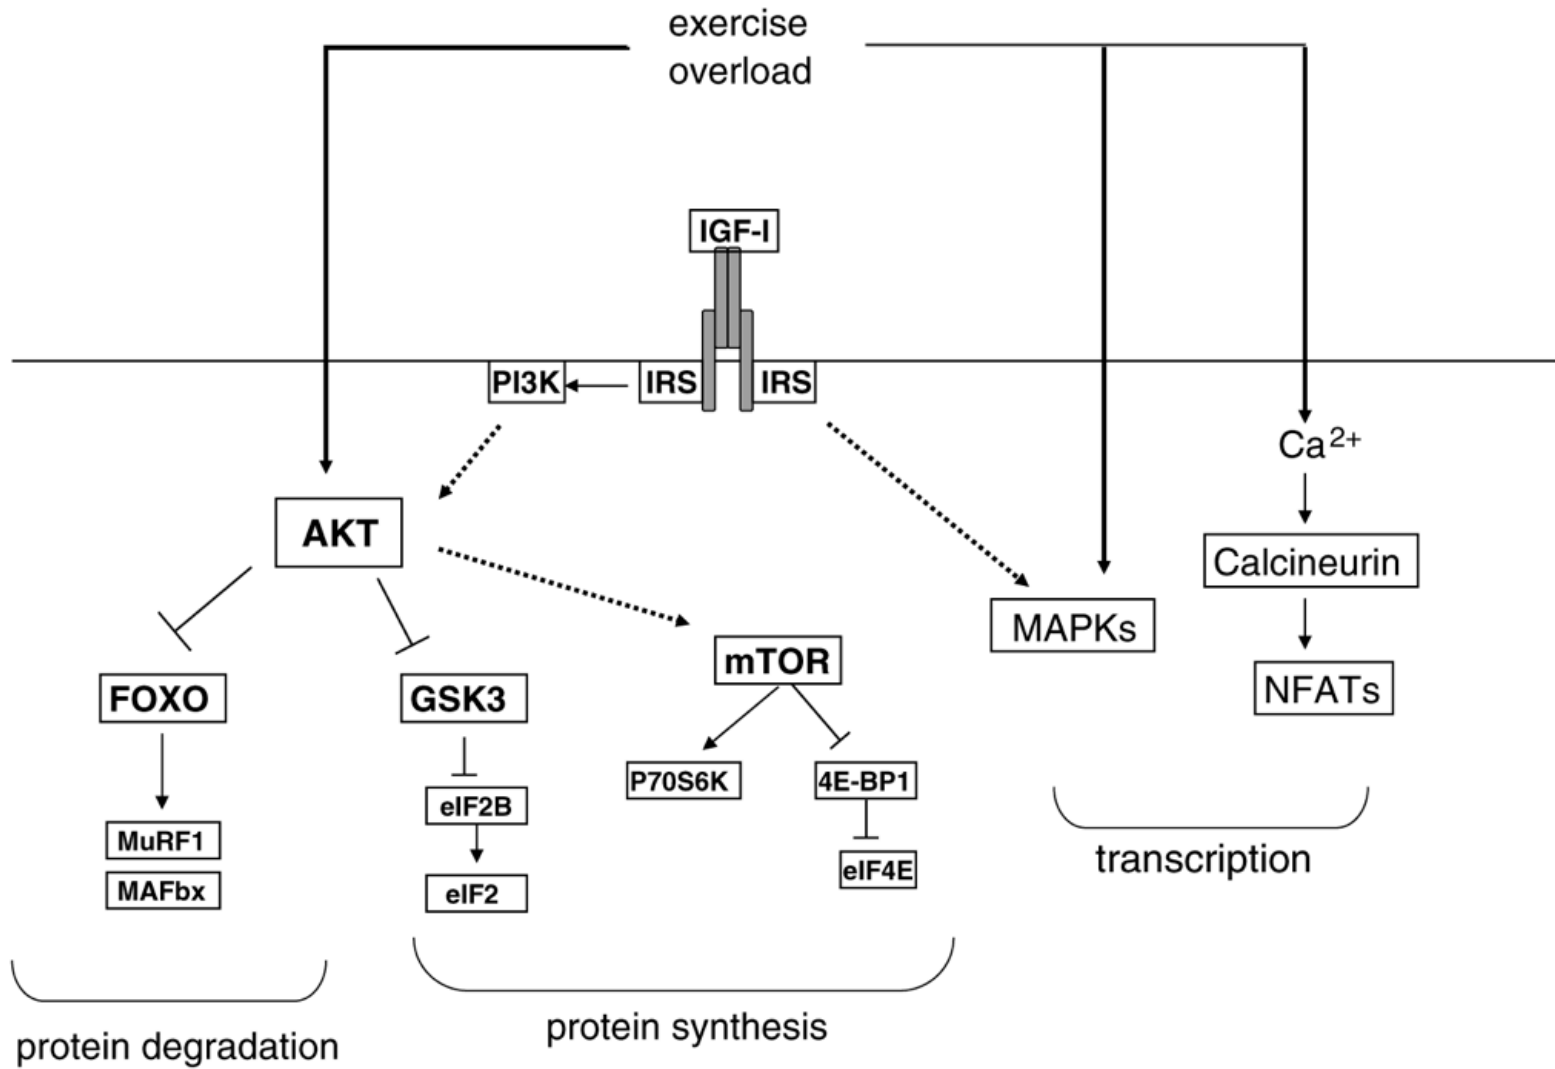 exercise
overload
IGF-I
PI3K
IRS
IRS
Ca2+
AKT
Calcineurin
MAPKs
mTOR
FOXO
GSK3
NFATs
P70S6K
4E-BP1
eIF2B
MuRF1
eIF4E
transcription
MAFbx
eIF2
protein synthesis
protein degradation